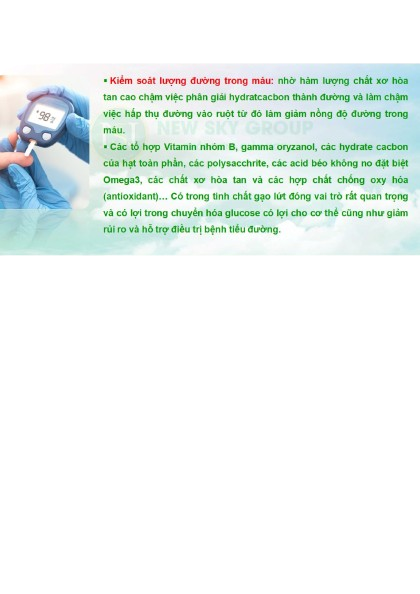 ▪ Kiểm soát lượng đường trong máu: nhờ hàm lượng chất xơ hòa
tan cao chậm việc phân giải hydratcacbon thành đường và làm chậm
việc hấp thụ đường vào ruột từ đó làm giảm nồng độ đường trong
máu.
NEW SKY GROUP
▪ Các tổ hợp Vitamin nhóm B, gamma oryzanol, các hydrate cacbon
của hạt toàn phần, các polysacchrite, các acid béo không no đặt biệt
Omega3, các chất xơ hòa tan và các hợp chất chống oxy hóa
(antioxidant)… Có trong tinh chất gạo lứt đóng vai trò rất quan trọng
và có lợi trong chuyển hóa glucose có lợi cho cơ thể cũng như giảm
rủi ro và hỗ trợ điều trị bệnh tiểu đường.
98